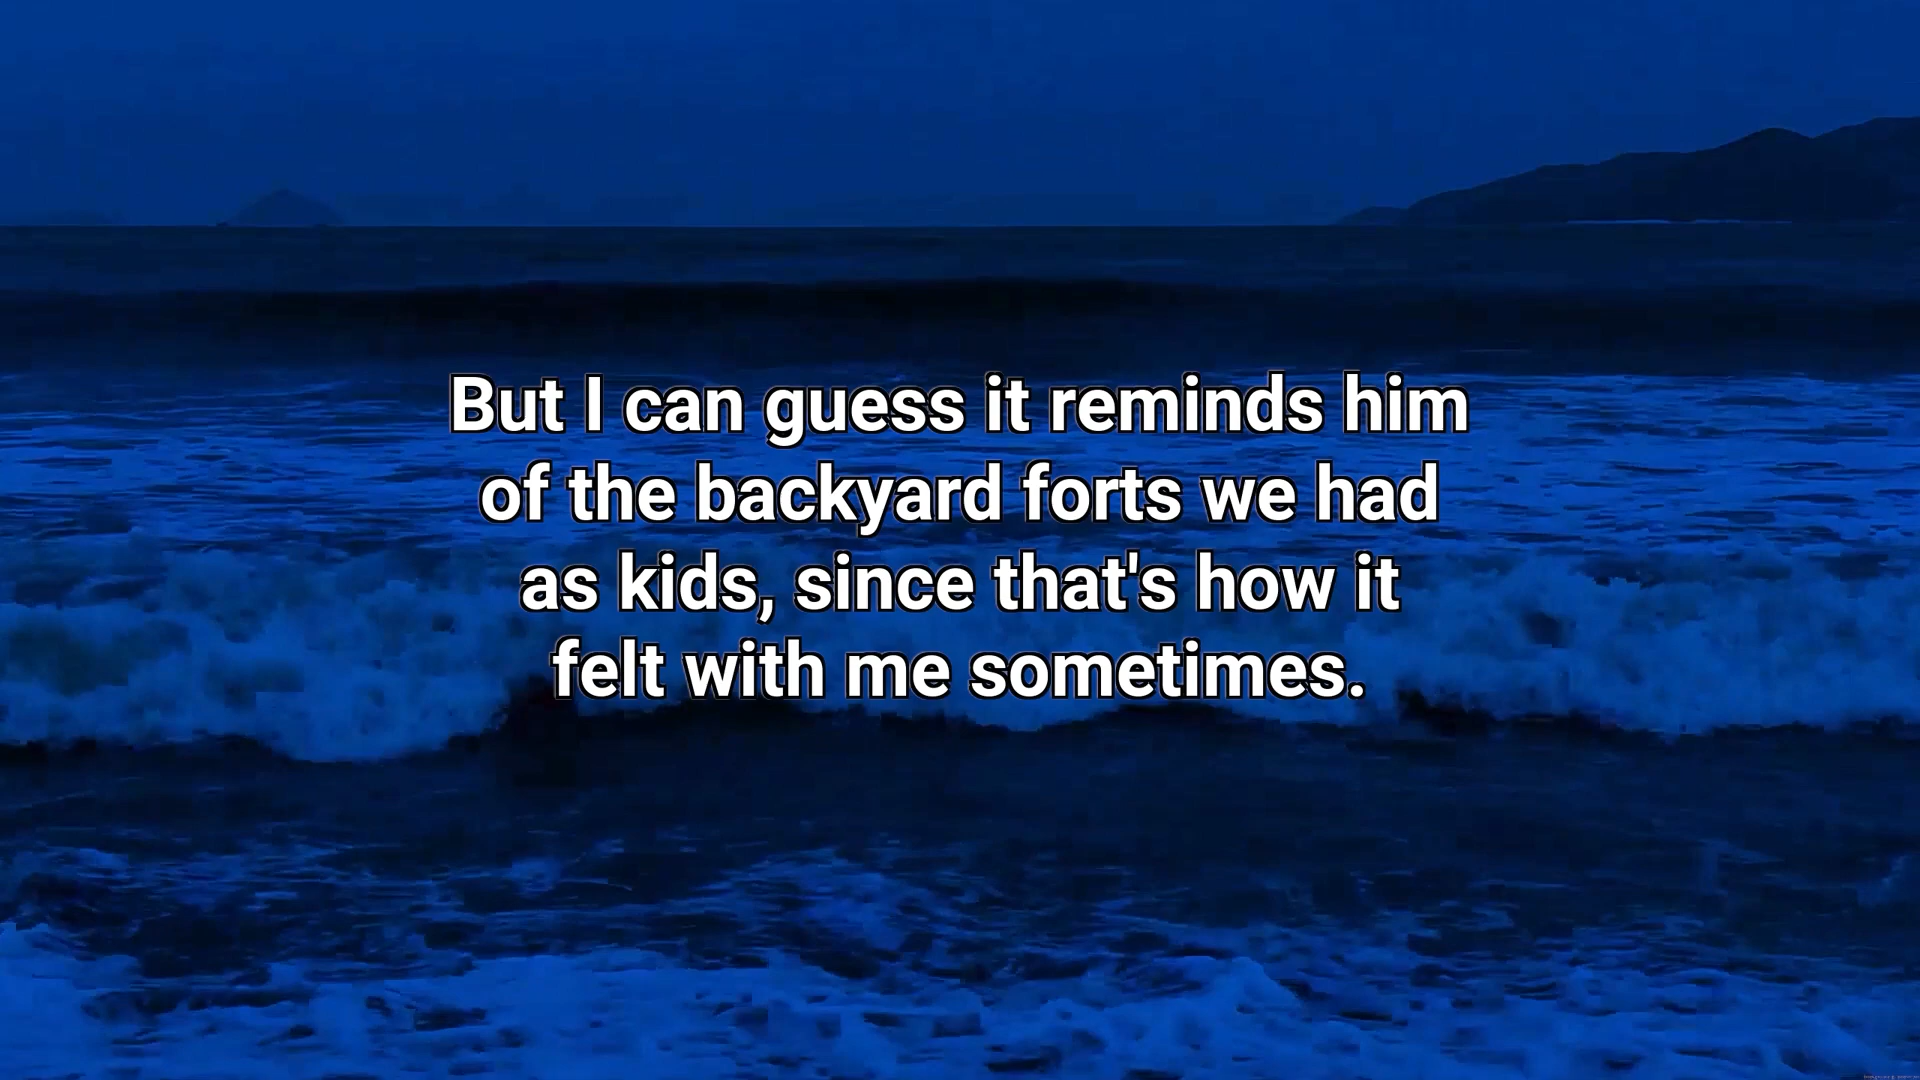 But I can guess it reminds him
of the backyard forts we had
as kids, since that's how it
felt with me sometimes.